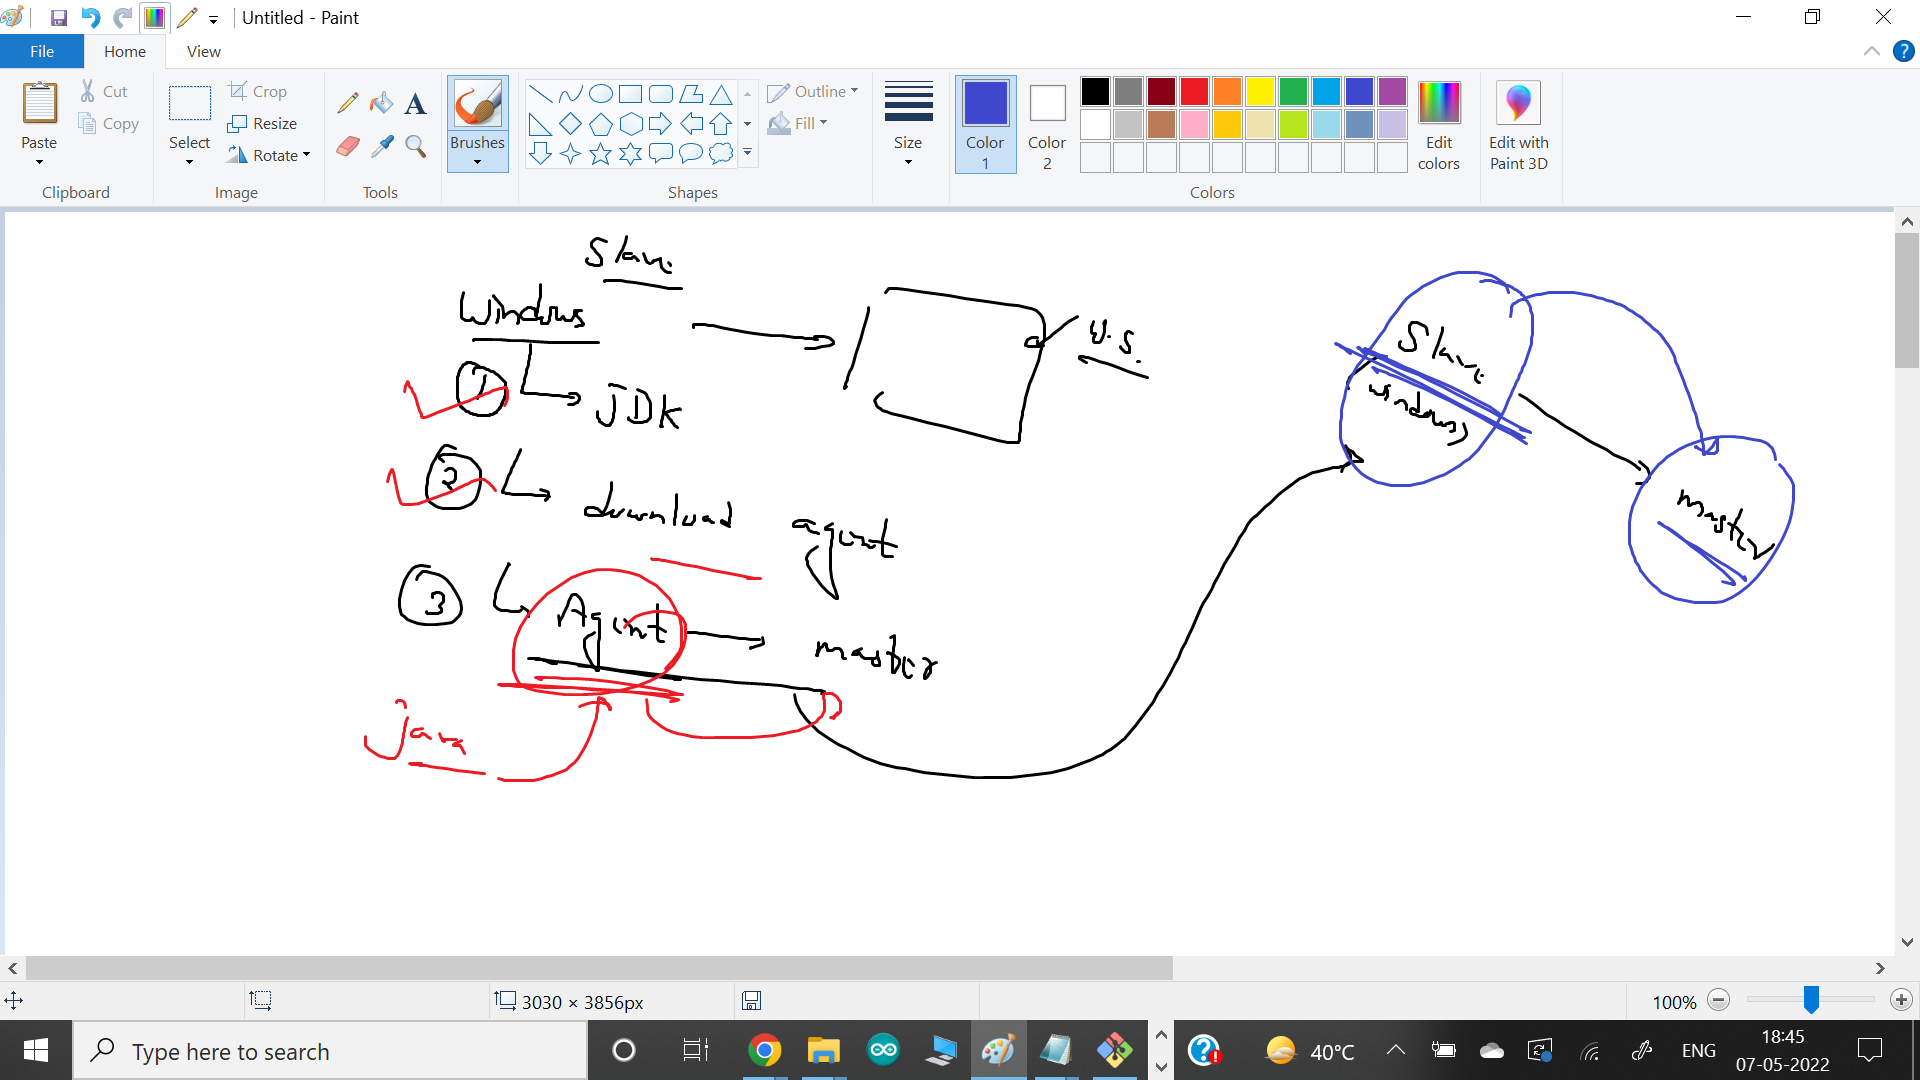 Untitled - Paint
File Home View
Paste
Cut
Copy
Clipboard
Select
Crop
Resize
Rotate
Image
Tools
Brushes
Shapes
Outline
Fill
Size
Color 1
Color 2
Colors
Edit colors
Edit with Paint 3D
Slave
Windows
1
JDK
U.S.
2
download agent
3
Agent
master
java
Slave
windows
master
3030 × 3856px
100%
Type here to search
40°C
ENG
18:45
07-05-2022